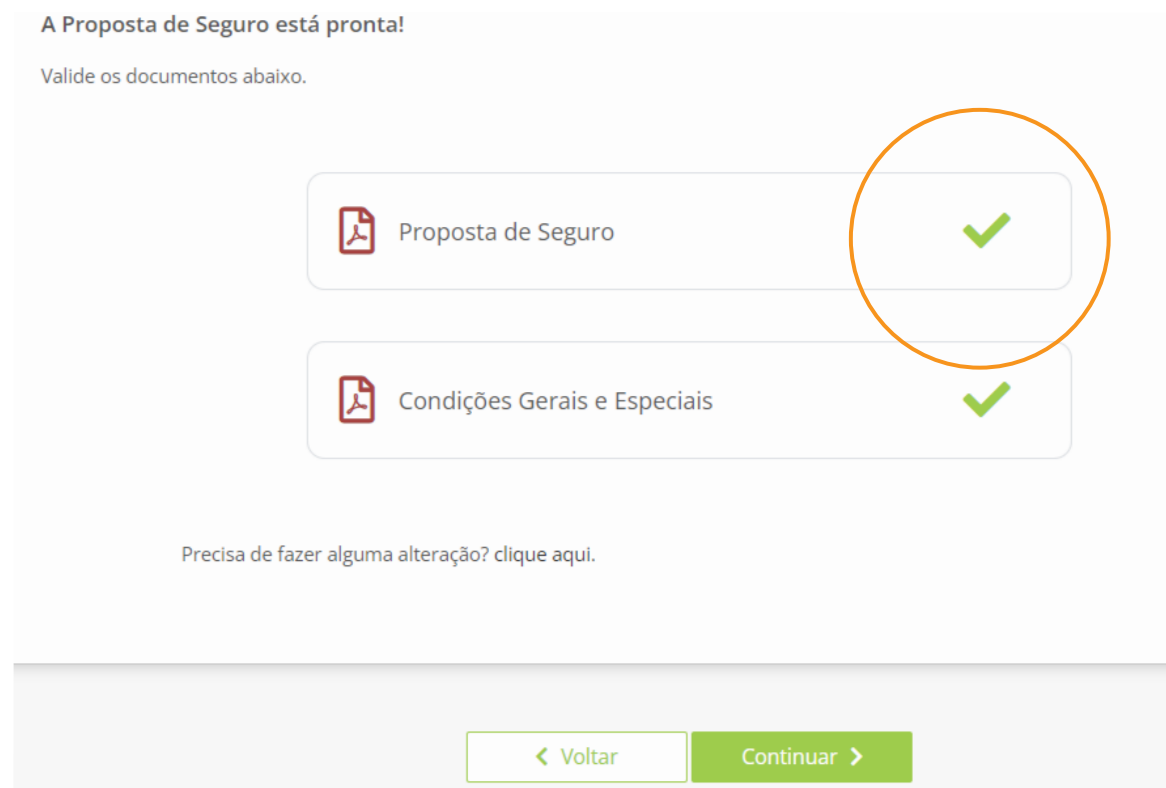 A Proposta de Seguro está pronta!
Valide os documentos abaixo.
Proposta de Seguro
Condições Gerais e Especiais
Precisa de fazer alguma alteração? clique aqui.
Voltar
Continuar